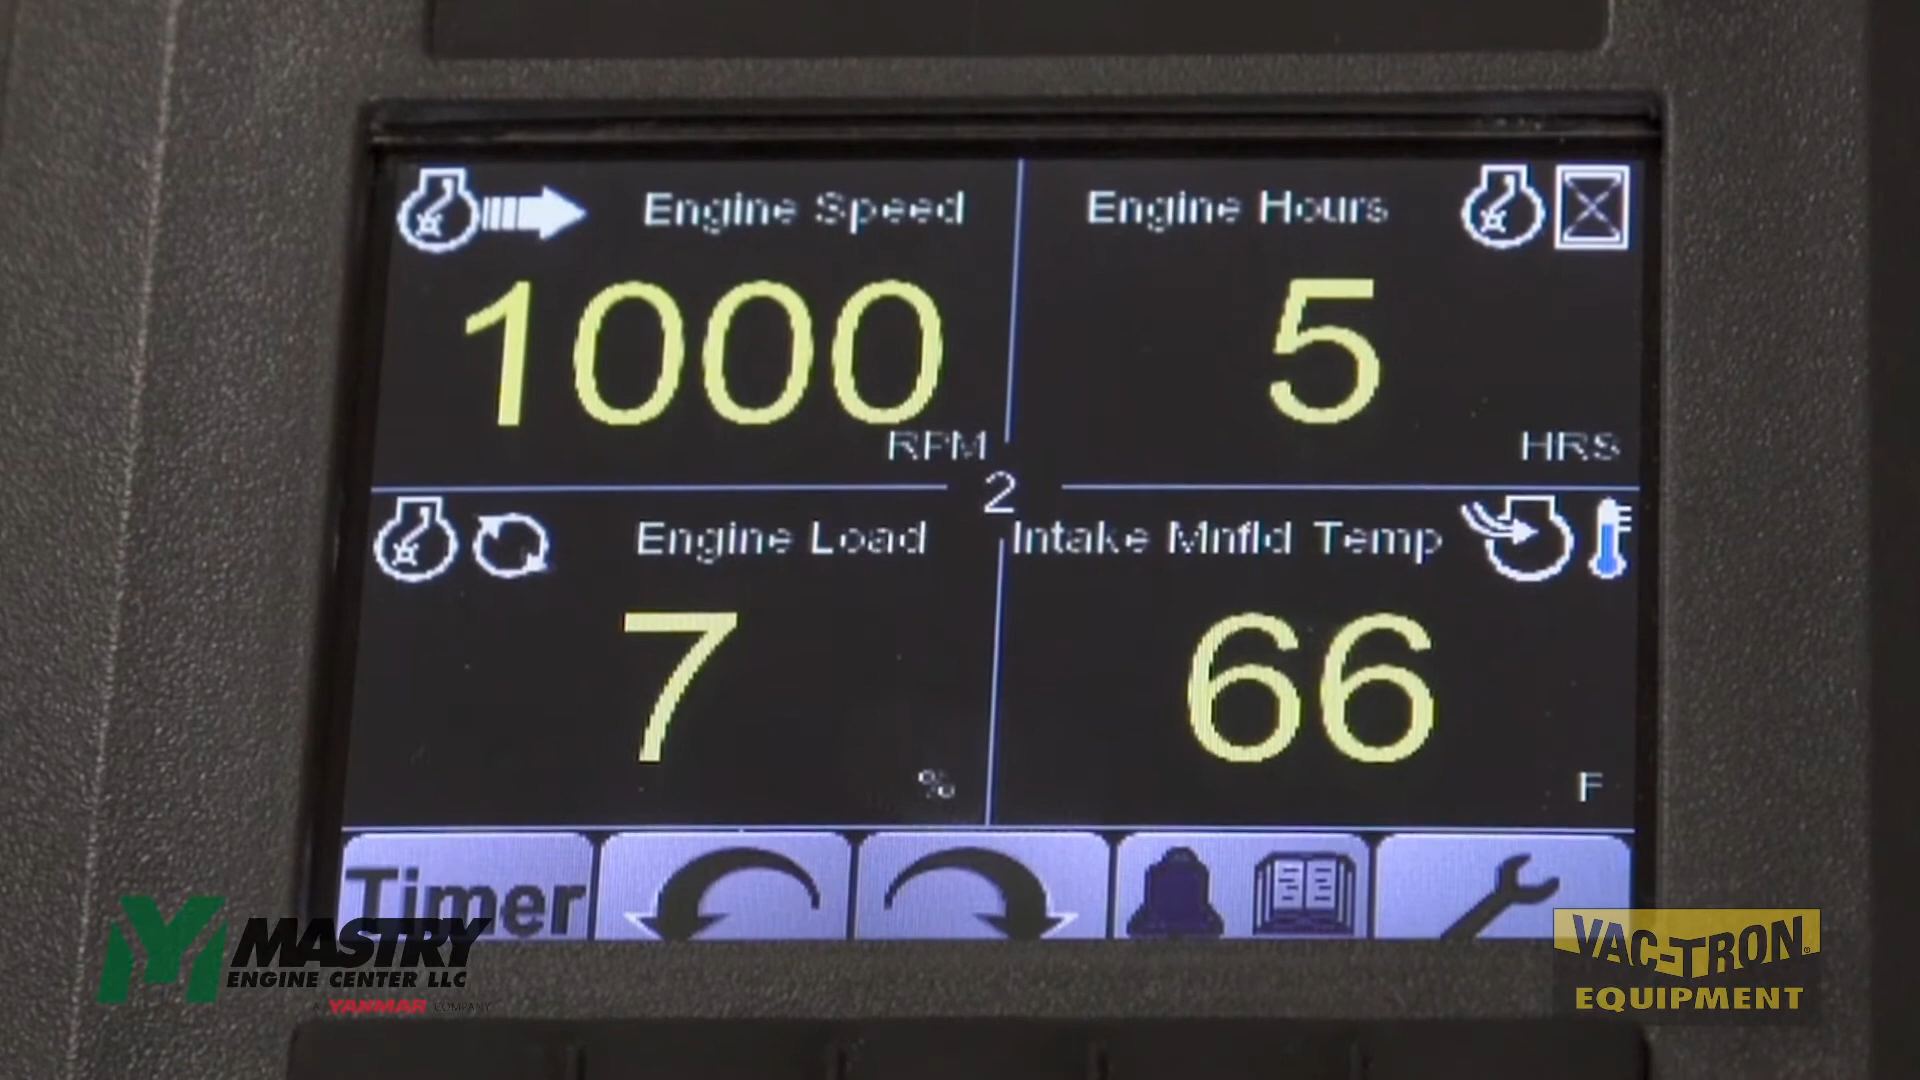 Engine Speed
1000
RPM
Engine Hours
5
HRS
2
Engine Load
7
%
Intake Mnfld Temp
66
F
Timer
MASTRY
ENGINE CENTER LLC
A YANMAR COMPANY
VAC-TRON®
EQUIPMENT